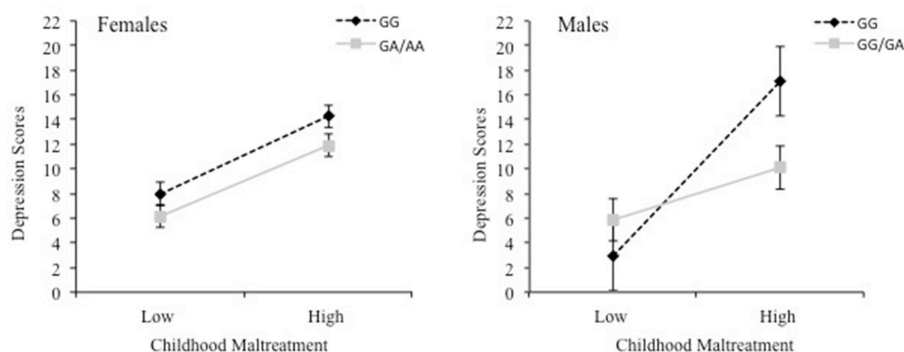 Females
GG
GA/AA
22
20
18
16
14
12
10
8
6
4
2
0
Depression Scores
Low
High
Childhood Maltreatment
Males
GG
GG/GA
22
20
18
16
14
12
10
8
6
4
2
0
Depression Scores
Low
High
Childhood Maltreatment